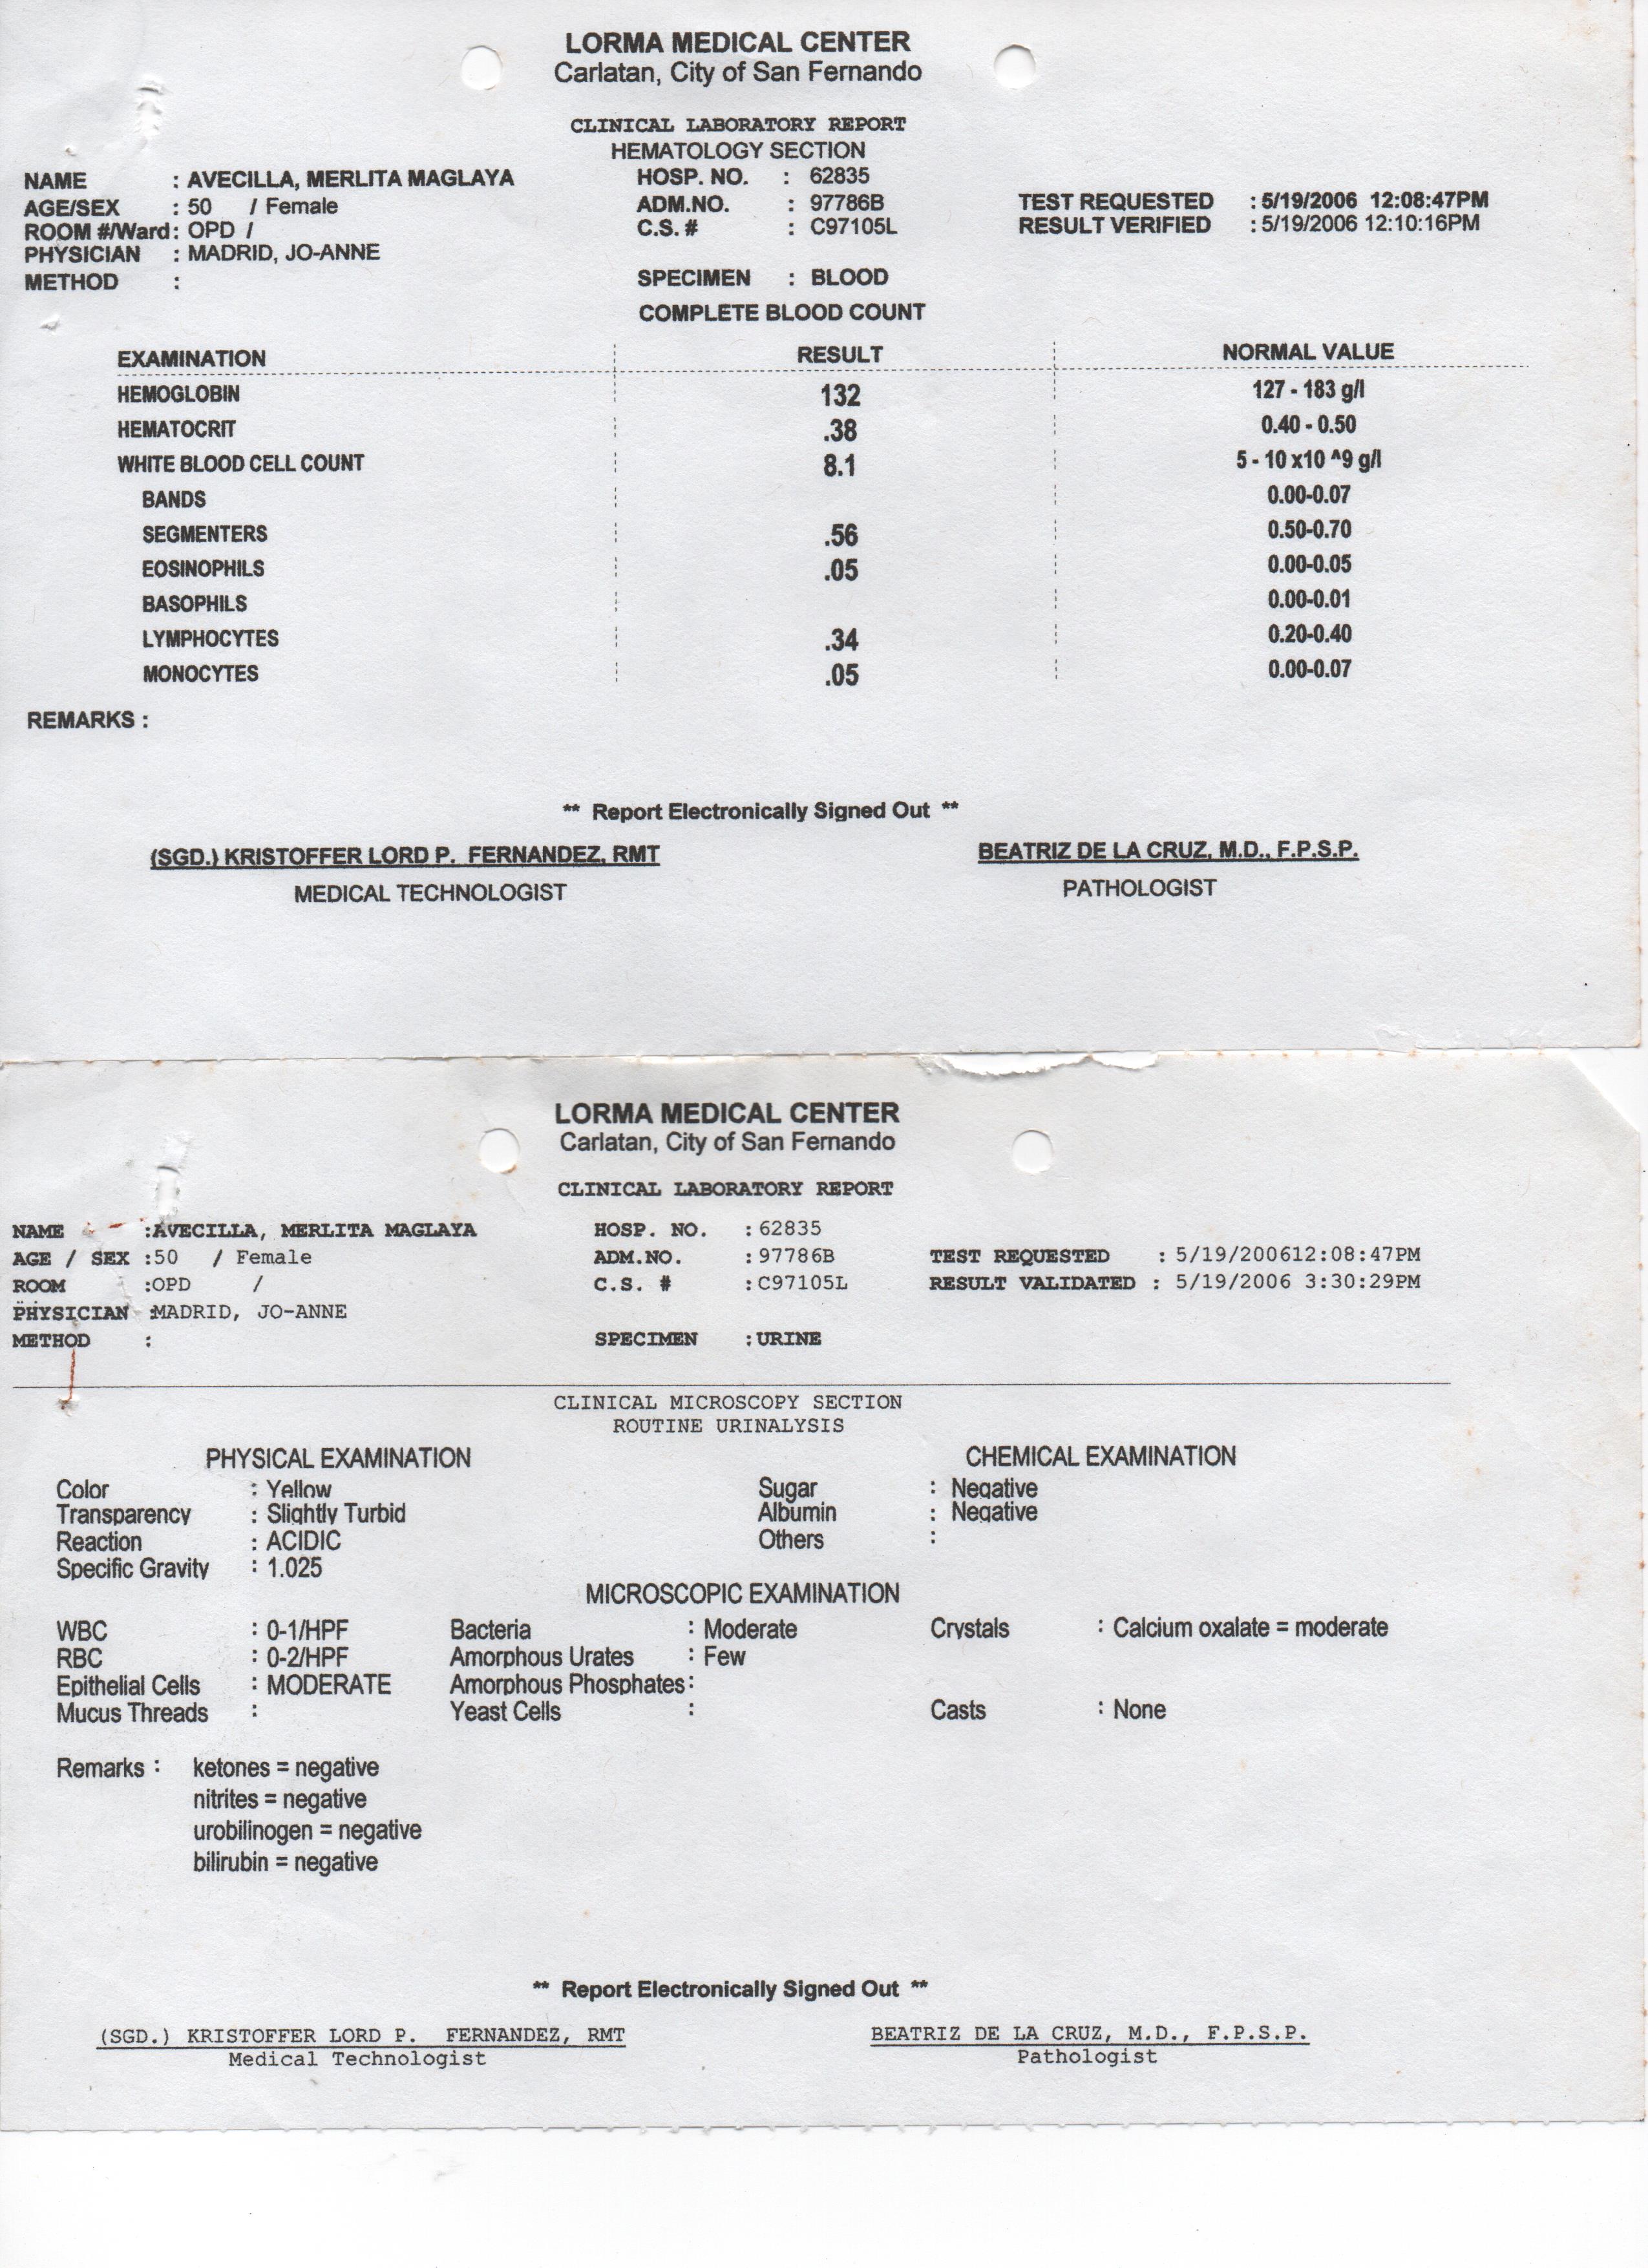 LORMA MEDICAL CENTER
Carlatan, City of San Fernando
CLINICAL LABORATORY REPORT
HEMATOLOGY SECTION
NAME : AVECILLA, MERLITA MAGLAYA HOSP. NO. : 62835
AGE/SEX : 50 / Female ADM.NO. : 97786B TEST REQUESTED : 5/19/2006 12:08:47PM
ROOM #/Ward : OPD / C.S. # : C97105L RESULT VERIFIED : 5/19/2006 12:10:16PM
PHYSICIAN : MADRID, JO-ANNE
METHOD : SPECIMEN : BLOOD
COMPLETE BLOOD COUNT
EXAMINATION RESULT NORMAL VALUE
HEMOGLOBIN 132 127 - 183 g/l
HEMATOCRIT .38 0.40 - 0.50
WHITE BLOOD CELL COUNT 8.1 5 - 10 x10 ^9 g/l
BANDS 0.00-0.07
SEGMENTERS .56 0.50-0.70
EOSINOPHILS .05 0.00-0.05
BASOPHILS 0.00-0.01
LYMPHOCYTES .34 0.20-0.40
MONOCYTES .05 0.00-0.07
REMARKS :
** Report Electronically Signed Out **
(SGD.) KRISTOFFER LORD P. FERNANDEZ, RMT BEATRIZ DE LA CRUZ, M.D., F.P.S.P.
MEDICAL TECHNOLOGIST PATHOLOGIST
LORMA MEDICAL CENTER
Carlatan, City of San Fernando
CLINICAL LABORATORY REPORT
NAME :AVECILLA, MERLITA MAGLAYA HOSP. NO. : 62835
AGE / SEX :50 / Female ADM.NO. : 97786B TEST REQUESTED : 5/19/200612:08:47PM
ROOM :OPD / C.S. # : C97105L RESULT VALIDATED : 5/19/2006 3:30:29PM
PHYSICIAN :MADRID, JO-ANNE
METHOD : SPECIMEN : URINE
CLINICAL MICROSCOPY SECTION
ROUTINE URINALYSIS
PHYSICAL EXAMINATION CHEMICAL EXAMINATION
Color : Yellow Sugar : Negative
Transparency : Slightly Turbid Albumin : Negative
Reaction : ACIDIC Others :
Specific Gravity : 1.025
MICROSCOPIC EXAMINATION
WBC : 0-1/HPF Bacteria : Moderate Crystals : Calcium oxalate = moderate
RBC : 0-2/HPF Amorphous Urates : Few
Epithelial Cells : MODERATE Amorphous Phosphates :
Mucus Threads : Yeast Cells : Casts : None
Remarks : ketones = negative
nitrites = negative
urobilinogen = negative
bilirubin = negative
** Report Electronically Signed Out **
(SGD.) KRISTOFFER LORD P. FERNANDEZ, RMT BEATRIZ DE LA CRUZ, M.D., F.P.S.P.
Medical Technologist Pathologist